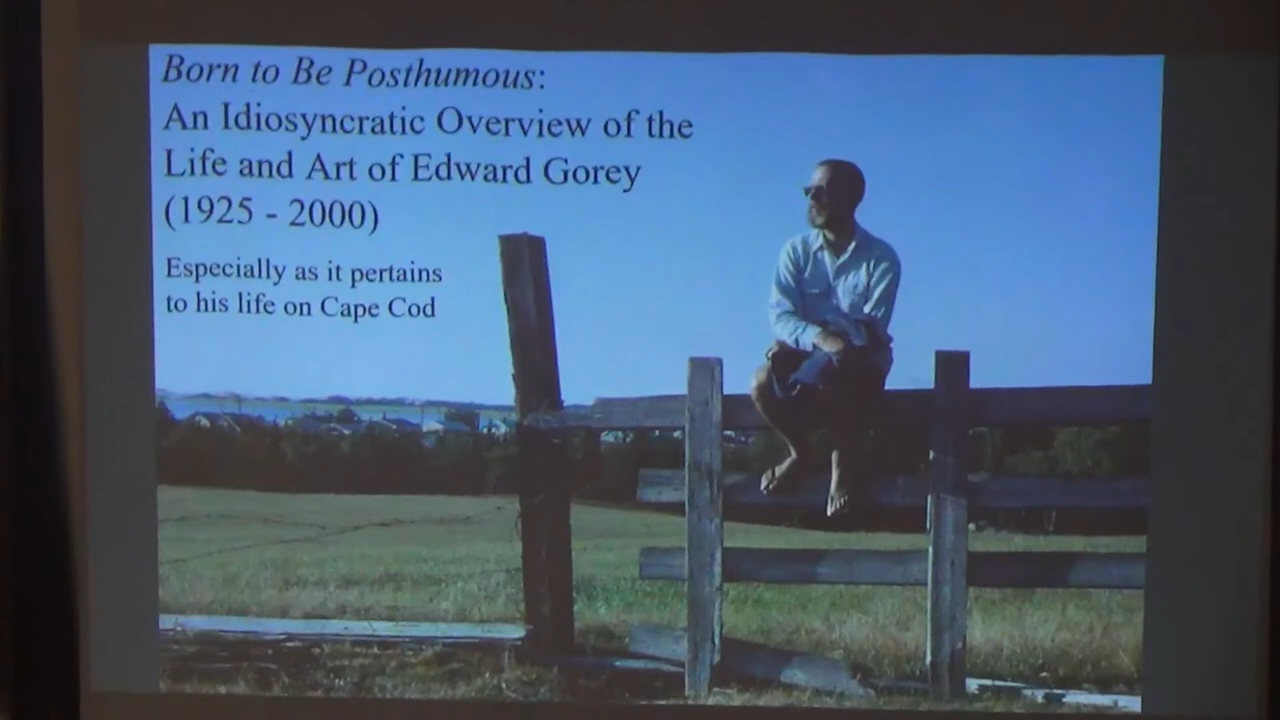 Born to Be Posthumous:
An Idiosyncratic Overview of the
Life and Art of Edward Gorey
(1925 - 2000)
Especially as it pertains
to his life on Cape Cod